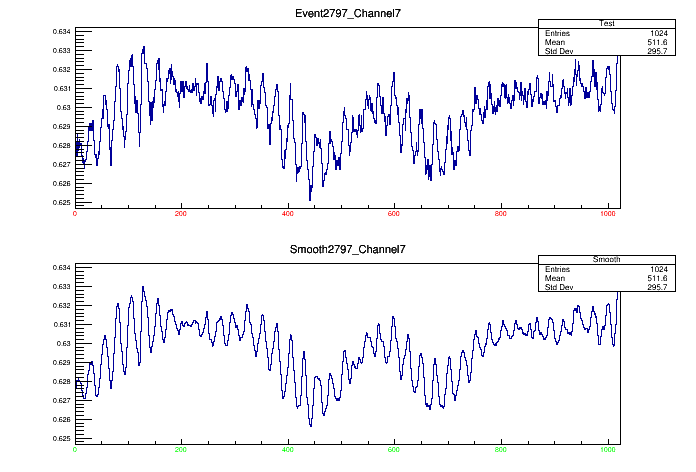 Event2797_Channel7
Test
Entries 1024
Mean 511.6
Std Dev 295.7
0.634
0.633
0.632
0.631
0.63
0.629
0.628
0.627
0.626
0.625
0 200 400 600 800 1000
Smooth2797_Channel7
Smooth
Entries 1024
Mean 511.6
Std Dev 295.7
0.634
0.633
0.632
0.631
0.63
0.629
0.628
0.627
0.626
0.625
0 200 400 600 800 1000